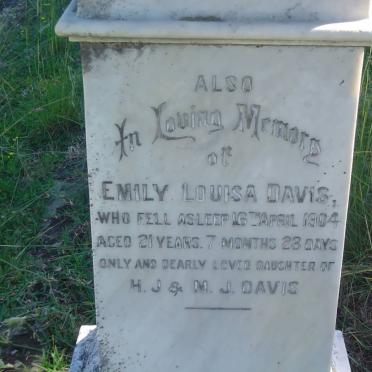 ALSO
In Loving Memory
of
EMILY LOUISA DAVIS,
WHO FELL ASLEEP 16TH APRIL 1904
AGED 21 YEARS. 7 MONTHS 28 DAYS
ONLY AND DEARLY LOVED DAUGHTER OF
H. J & M. J. DAVIS